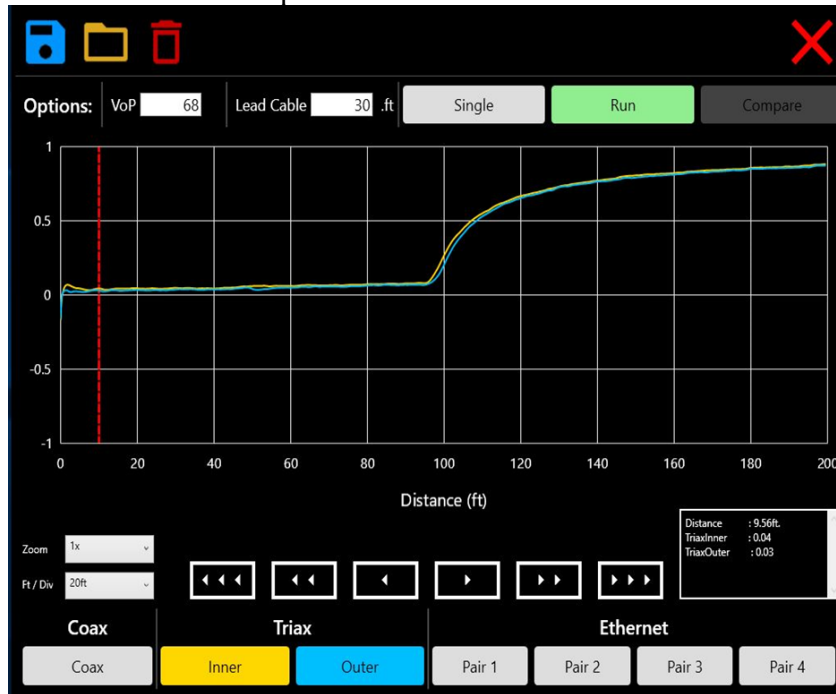 Options: VoP 68 Lead Cable 30 .ft Single Run Compare
1
0.5
0
-0.5
-1
0 20 40 60 80 100 120 140 160 180 200
Distance (ft)
Distance : 9.56ft.
TriaxInner : 0.04
TriaxOuter : 0.03
Zoom 1x
Ft / Div 20ft
Coax Triax Ethernet
Coax Inner Outer Pair 1 Pair 2 Pair 3 Pair 4